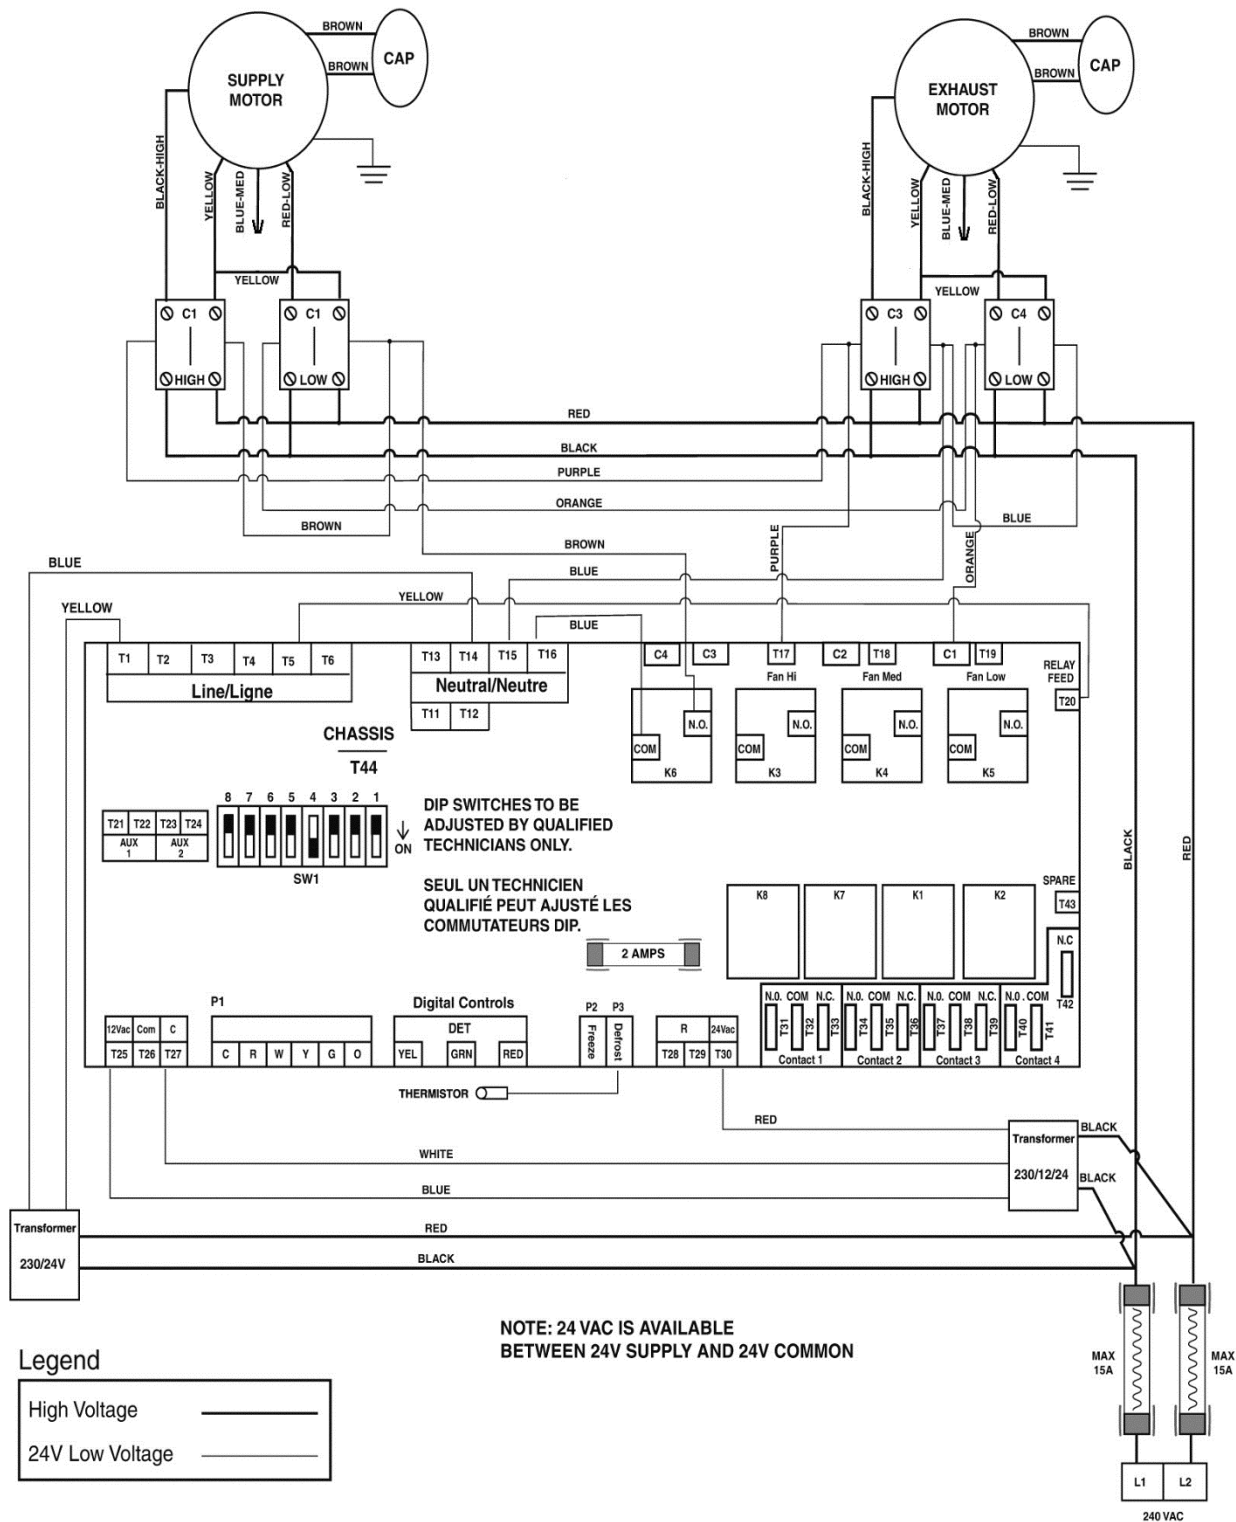 BROWN
BROWN
CAP
SUPPLY
MOTOR
BLACK-HIGH
YELLOW
BLUE-MED
RED-LOW
YELLOW
BROWN
BROWN
CAP
EXHAUST
MOTOR
BLACK-HIGH
YELLOW
BLUE-MED
RED-LOW
YELLOW
C1
HIGH
C1
LOW
C3
HIGH
C4
LOW
RED
BLACK
PURPLE
ORANGE
BROWN
BLUE
BROWN
PURPLE
ORANGE
BLUE
BLUE
YELLOW
YELLOW
BLUE
T1 T2 T3 T4 T5 T6
Line/Ligne
T13 T14 T15 T16
Neutral/Neutre
T11 T12
C4 C3 T17 C2 T18 C1 T19
Fan Hi
Fan Med
Fan Low
RELAY
FEED
T20
N.O.
COM
K6
N.O.
COM
K3
N.O.
COM
K4
N.O.
COM
K5
CHASSIS
T44
T21 T22 T23 T24
AUX
1
AUX
2
8 7 6 5 4 3 2 1
ON
SW1
DIP SWITCHES TO BE
ADJUSTED BY QUALIFIED
TECHNICIANS ONLY.
SEUL UN TECHNICIEN
QUALIFIÉ PEUT AJUSTÉ LES
COMMUTATEURS DIP.
2 AMPS
K8 K7 K1 K2
SPARE
T43
N.C
T42
BLACK
RED
P1
Digital Controls
P2 P3
12Vac Com C
T25 T26 T27
C R W Y G O
DET
YEL GRN RED
Freeze
Defrost
R 24Vac
T28 T29 T30
N.0. COM N.C.
T31 T32 T33
Contact 1
N.0. COM N.C.
T34 T35 T36
Contact 2
N.0. COM N.C.
T37 T38 T39
Contact 3
N.0 . COM
T40 T41
Contact 4
THERMISTOR
RED
WHITE
BLUE
Transformer
230/12/24
BLACK
BLACK
RED
BLACK
Transformer
230/24V
NOTE: 24 VAC IS AVAILABLE
BETWEEN 24V SUPPLY AND 24V COMMON
Legend
High Voltage
24V Low Voltage
MAX
15A
MAX
15A
L1 L2
240 VAC